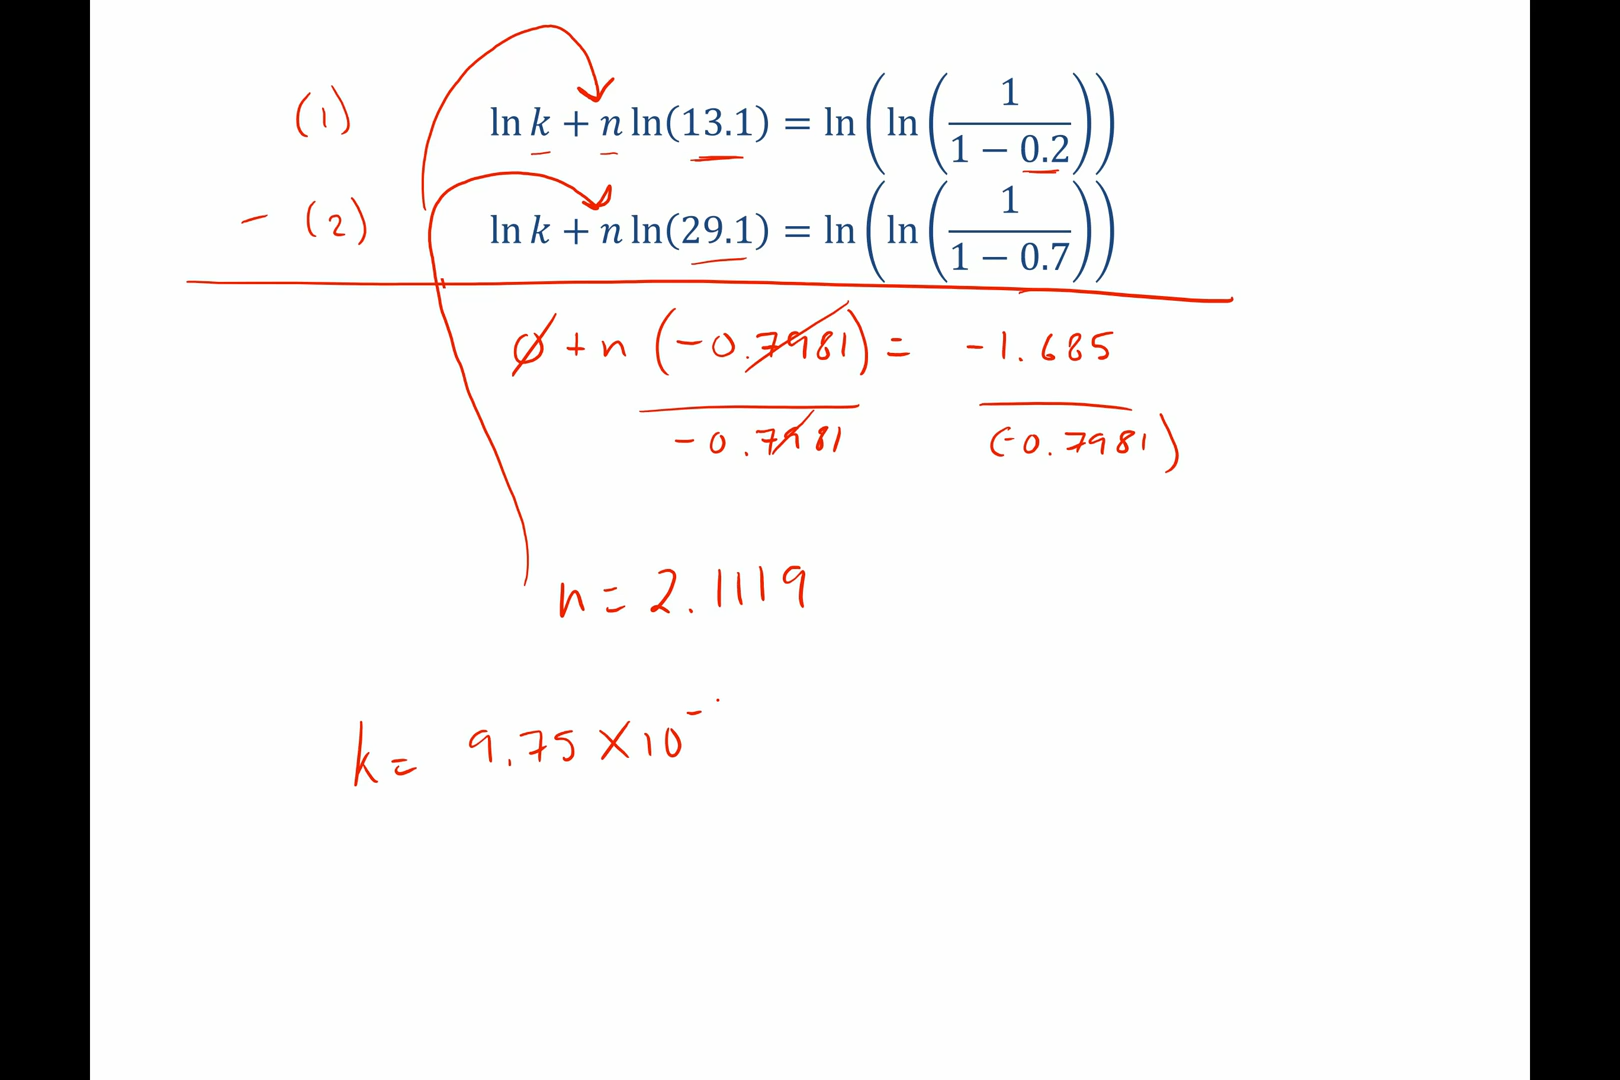 (1) ln k + n ln(13.1) = ln(ln(1/(1 − 0.2)))
− (2) ln k + n ln(29.1) = ln(ln(1/(1 − 0.7)))
0 + n (−0.7981) = −1.685
−0.7981 (−0.7981)
n = 2.1119
k = 9.75 × 10⁻